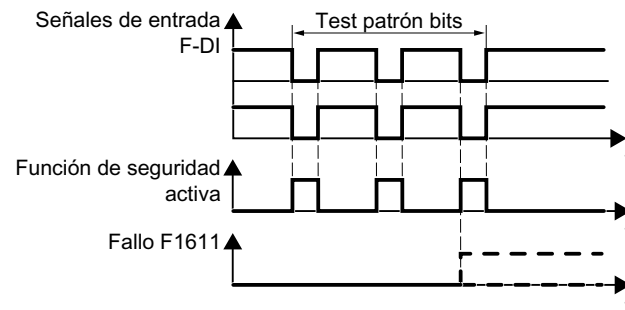 Señales de entrada
F-DI
Test patrón bits
Función de seguridad
activa
Fallo F1611